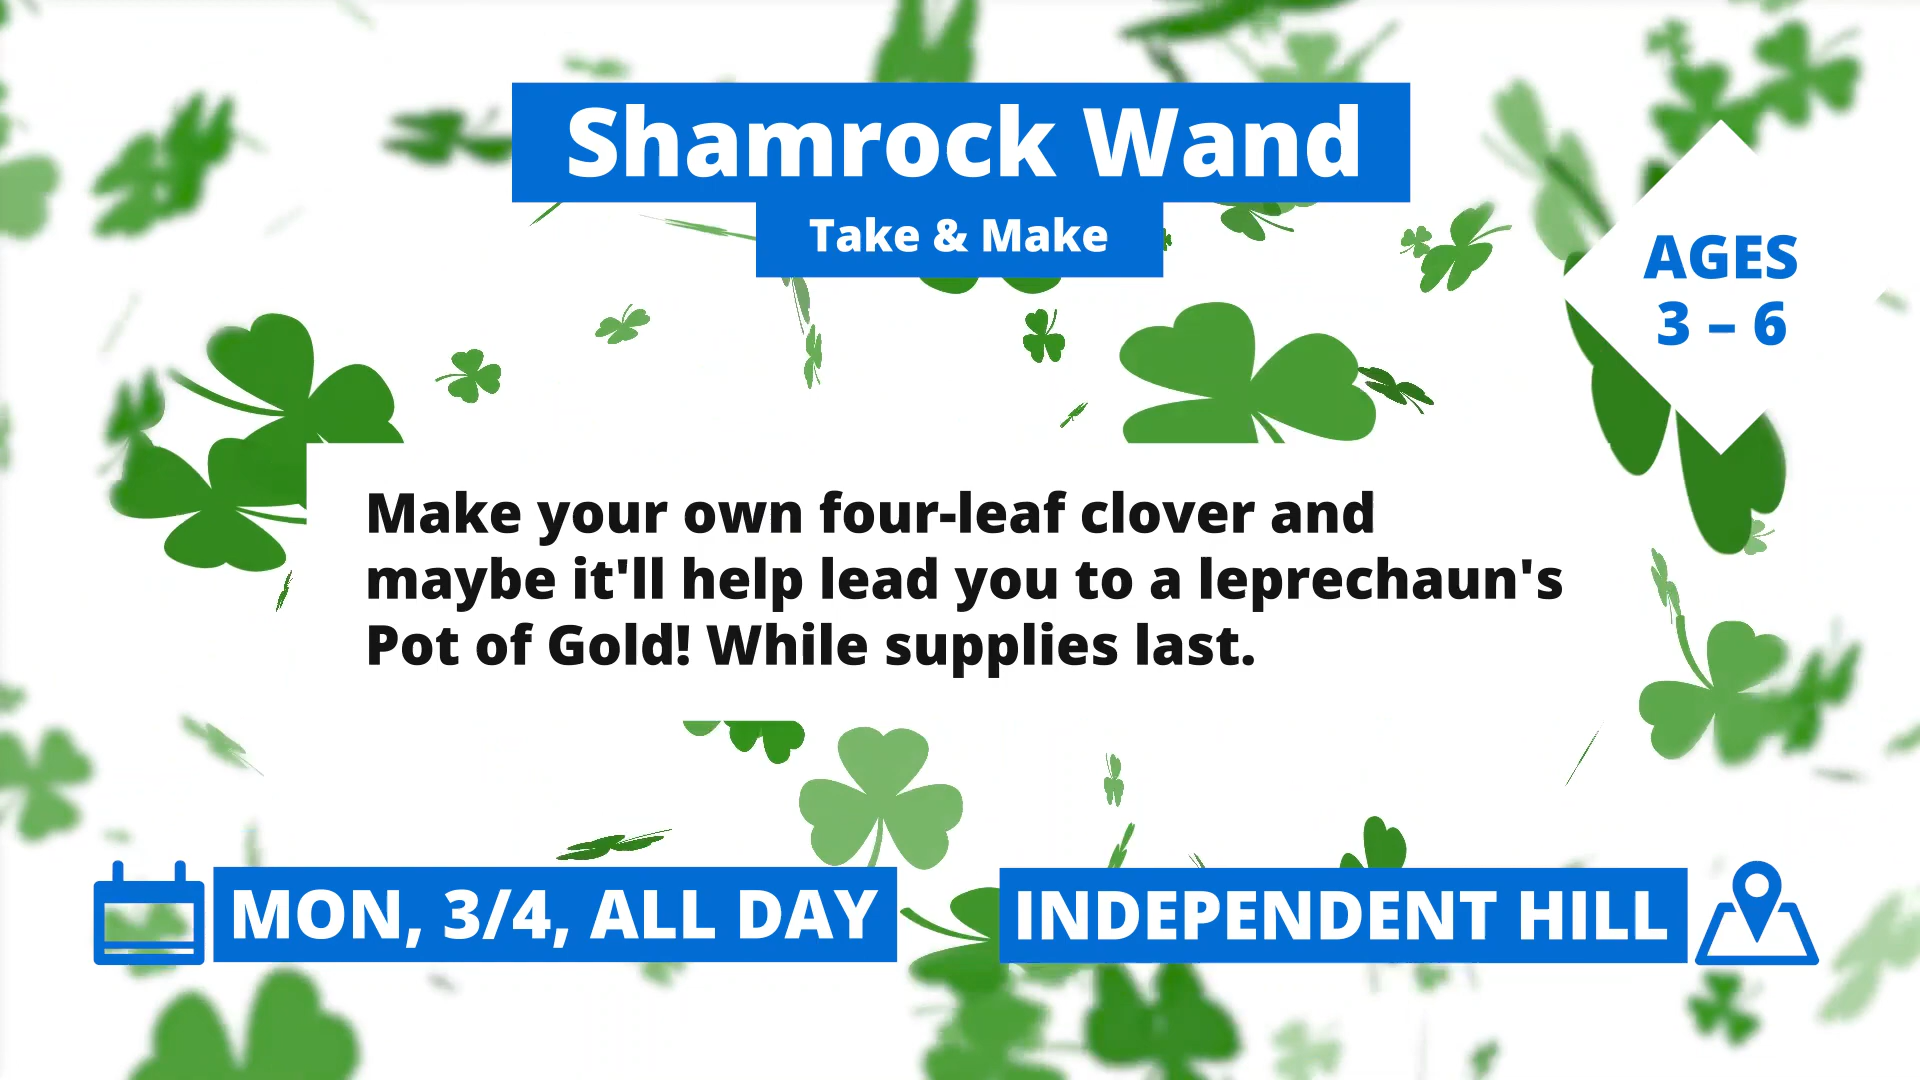 Shamrock Wand
Take & Make
AGES
3 – 6
Make your own four-leaf clover and
maybe it'll help lead you to a leprechaun's
Pot of Gold! While supplies last.
MON, 3/4, ALL DAY
INDEPENDENT HILL